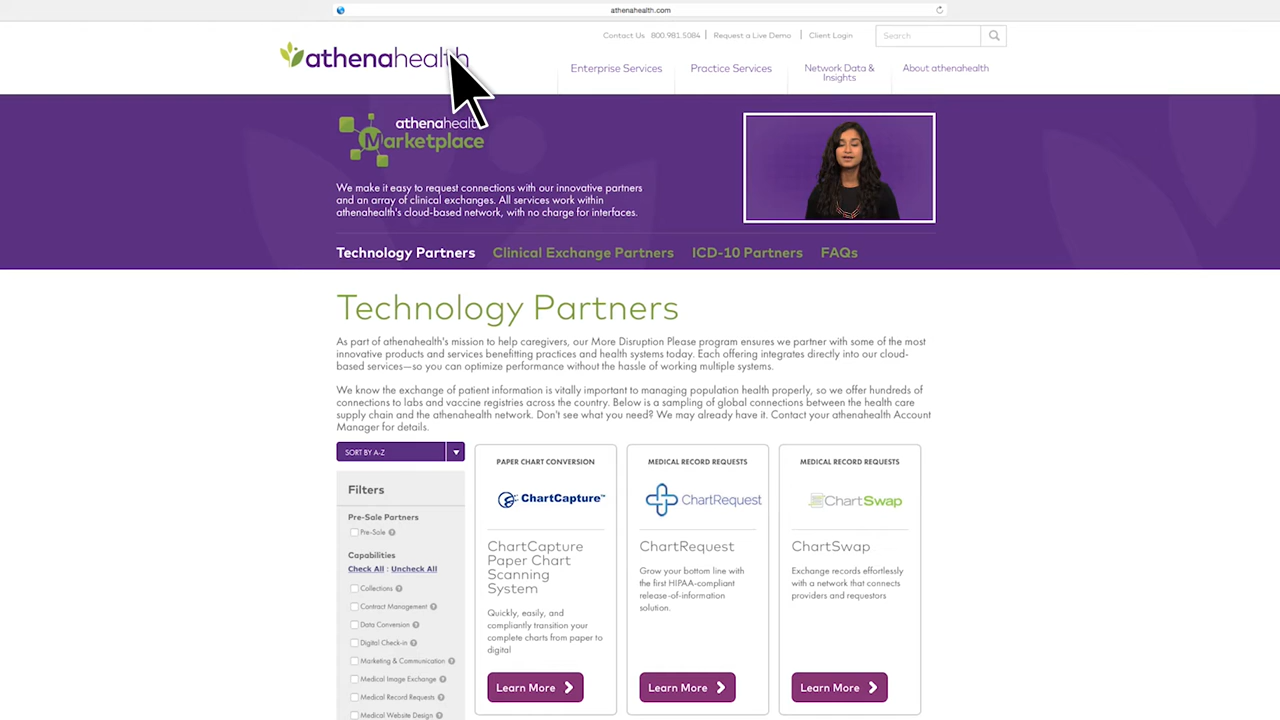 athenahealth.com
Contact Us 800.981.5084 | Request a Live Demo | Client Login
Search
athenahealth
Enterprise Services
Practice Services
Network Data &
Insights
About athenahealth
athenahealth
Marketplace
We make it easy to request connections with our innovative partners
and an array of clinical exchanges. All services work within
athenahealth's cloud-based network, with no charge for interfaces.
Technology Partners
Clinical Exchange Partners
ICD-10 Partners
FAQs
Technology Partners
As part of athenahealth's mission to help caregivers, our More Disruption Please program ensures we partner with some of the most
innovative products and services benefitting practices and health systems today. Each offering integrates directly into our cloud-
based services—so you can optimize performance without the hassle of working multiple systems.
We know the exchange of patient information is vitally important to managing population health properly, so we offer hundreds of
connections to labs and vaccine registries across the country. Below is a sampling of global connections between the health care
supply chain and the athenahealth network. Don't see what you need? We may already have it. Contact your athenahealth Account
Manager for details.
SORT BY A-Z
Filters
Pre-Sale Partners
Pre-Sale ?
Capabilities
Check All : Uncheck All
Collections ?
Contract Management ?
Data Conversion ?
Digital Check-in ?
Marketing & Communication ?
Medical Image Exchange ?
Medical Record Requests ?
Medical Website Design ?
PAPER CHART CONVERSION
ChartCapture™
ChartCapture
Paper Chart
Scanning
System
Quickly, easily, and
compliantly transition your
complete charts from paper to
digital
Learn More
MEDICAL RECORD REQUESTS
ChartRequest
ChartRequest
Grow your bottom line with
the first HIPAA-compliant
release-of-information
solution.
Learn More
MEDICAL RECORD REQUESTS
ChartSwap
ChartSwap
Exchange records effortlessly
with a network that connects
providers and requestors
Learn More